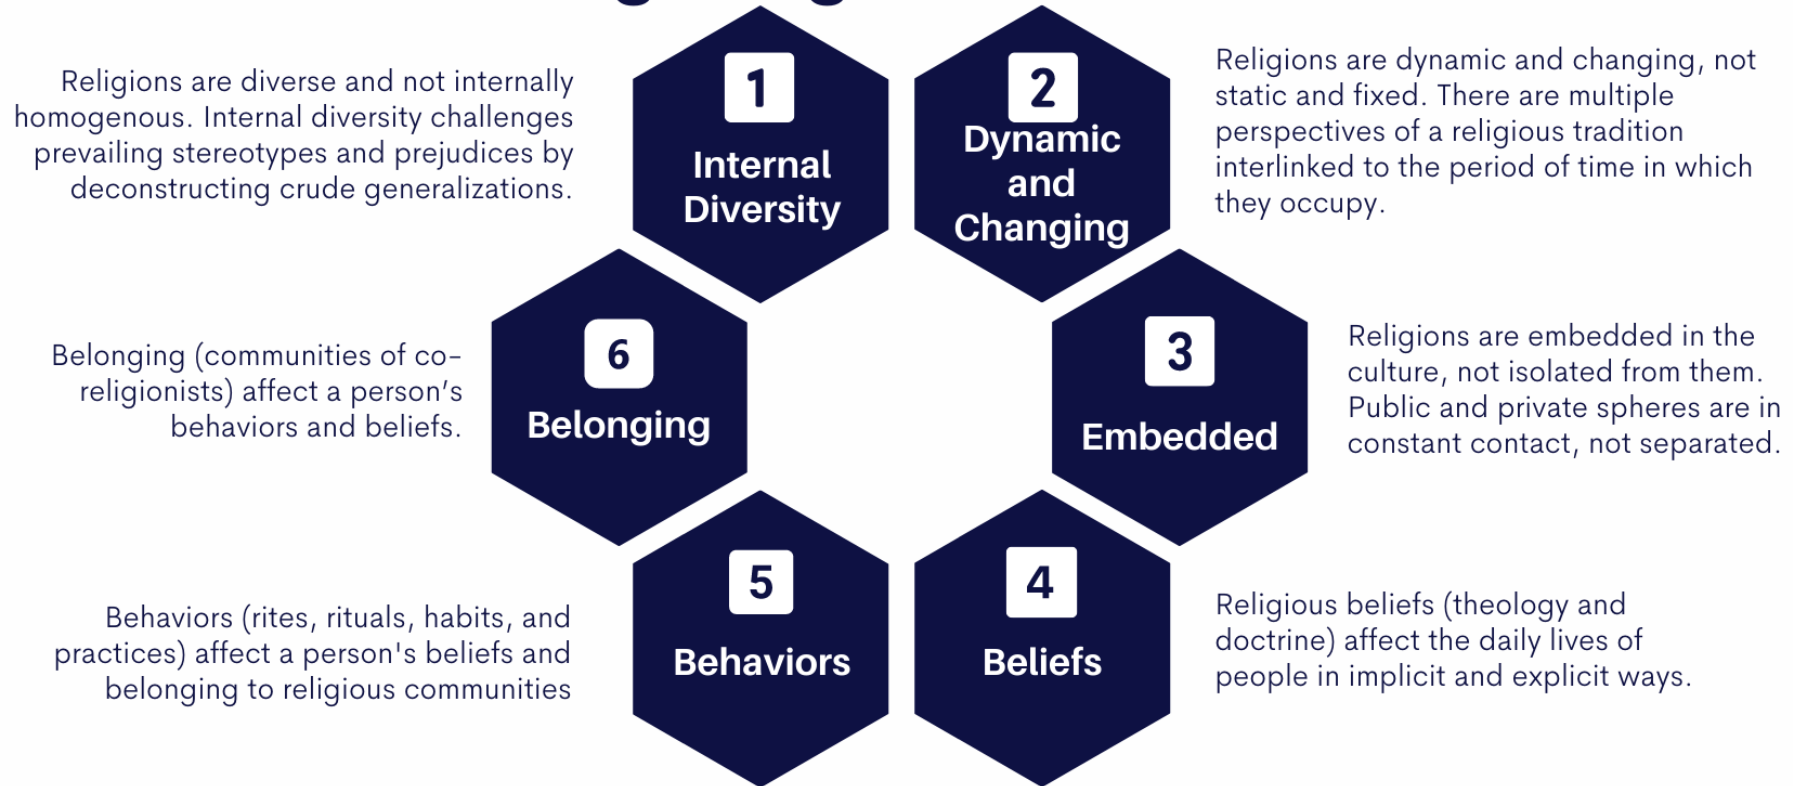 1
Internal
Diversity
Religions are diverse and not internally
homogenous. Internal diversity challenges
prevailing stereotypes and prejudices by
deconstructing crude generalizations.
2
Dynamic
and
Changing
Religions are dynamic and changing, not
static and fixed. There are multiple
perspectives of a religious tradition
interlinked to the period of time in which
they occupy.
3
Embedded
Religions are embedded in the
culture, not isolated from them.
Public and private spheres are in
constant contact, not separated.
4
Beliefs
Religious beliefs (theology and
doctrine) affect the daily lives of
people in implicit and explicit ways.
5
Behaviors
Behaviors (rites, rituals, habits, and
practices) affect a person's beliefs and
belonging to religious communities
6
Belonging
Belonging (communities of co-
religionists) affect a person’s
behaviors and beliefs.